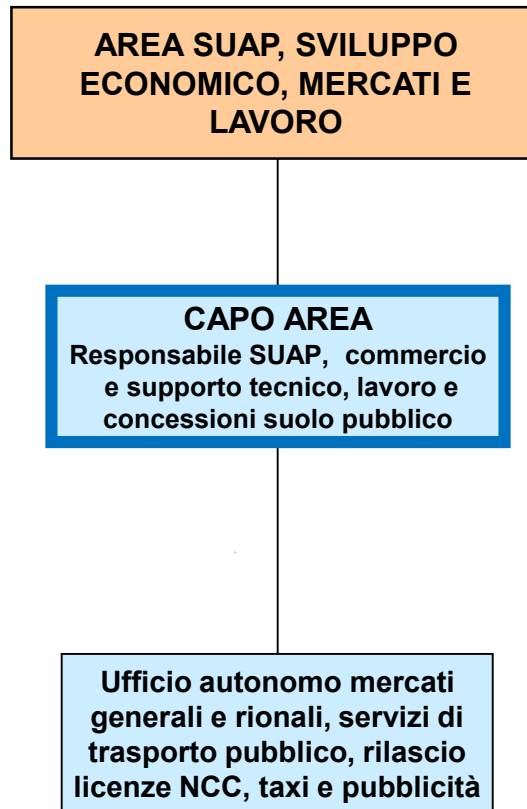 AREA SUAP, SVILUPPO
ECONOMICO, MERCATI E
LAVORO
CAPO AREA
Responsabile SUAP, commercio
e supporto tecnico, lavoro e
concessioni suolo pubblico
Ufficio autonomo mercati
generali e rionali, servizi di
trasporto pubblico, rilascio
licenze NCC, taxi e pubblicità